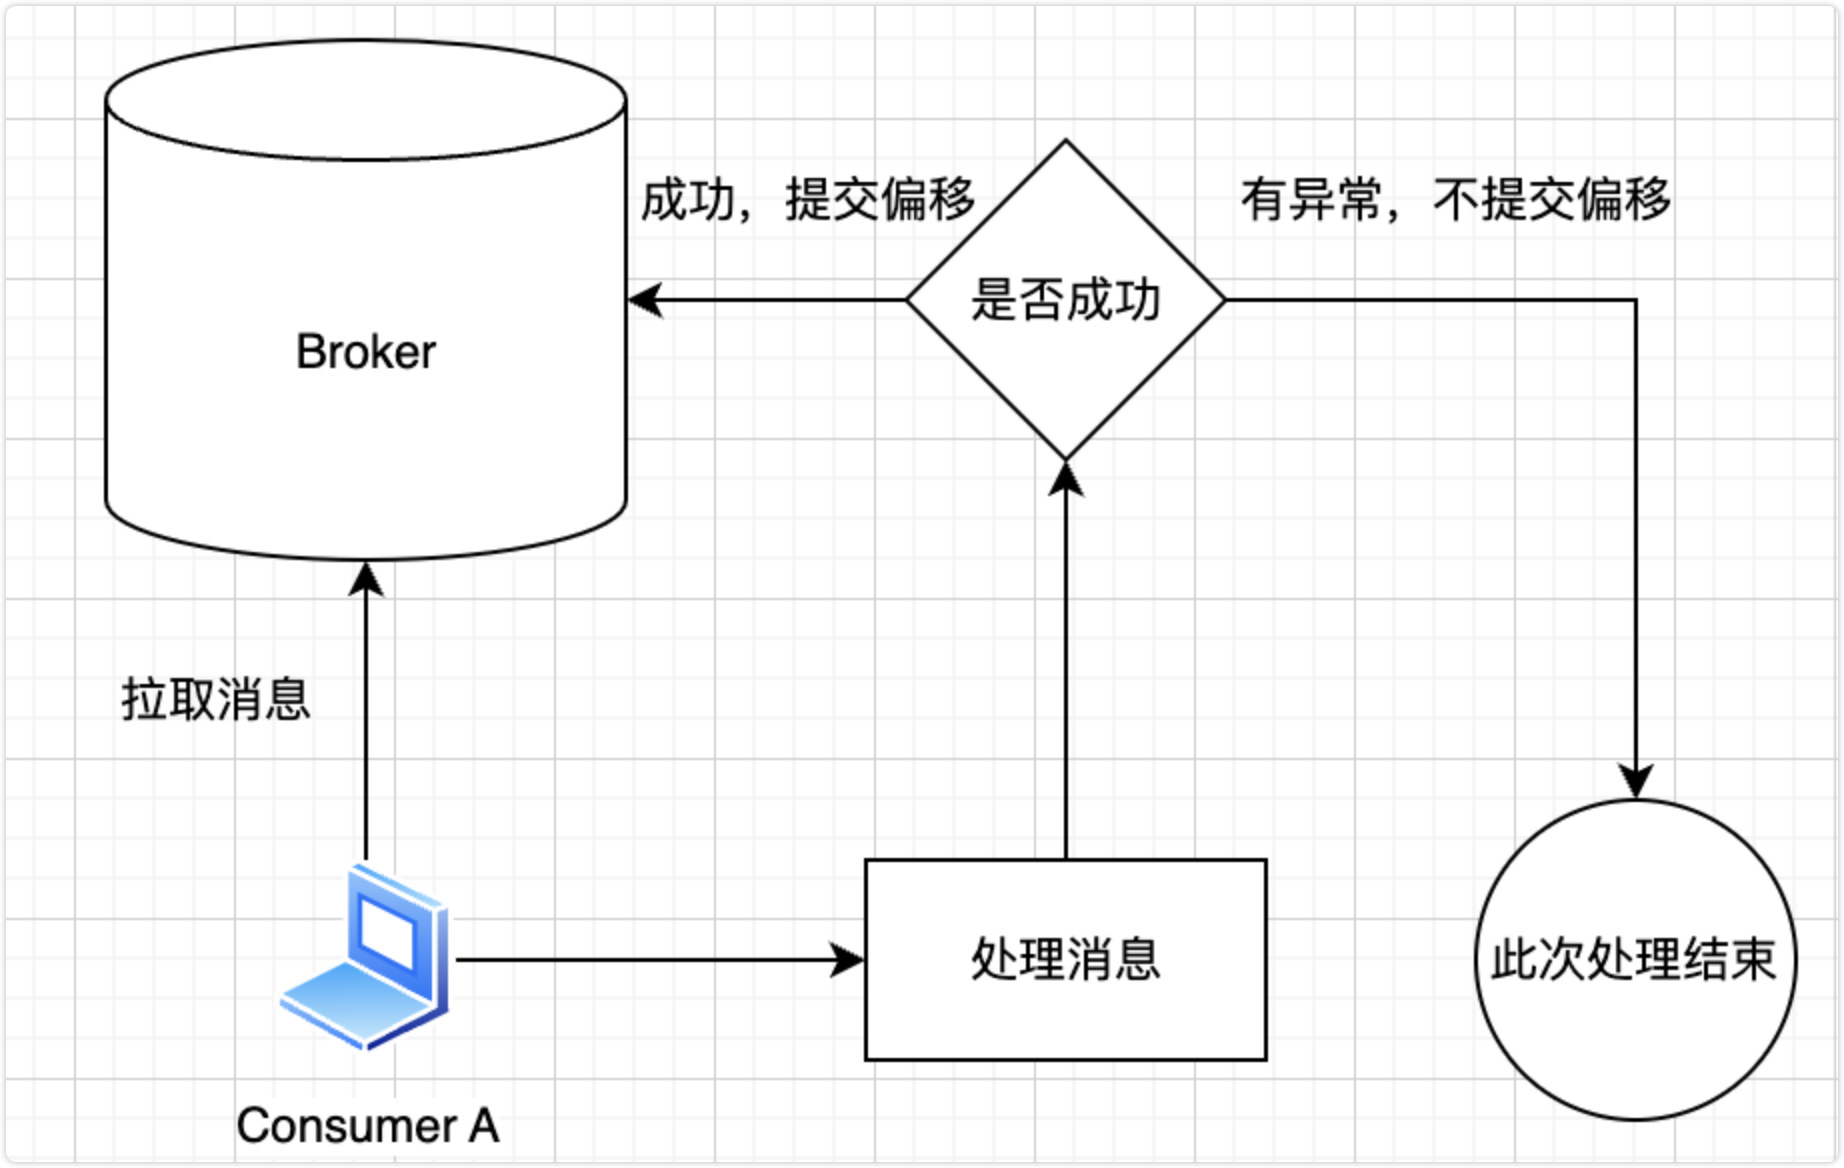 成功，提交偏移
有异常，不提交偏移
是否成功
Broker
拉取消息
处理消息
此次处理结束
Consumer A